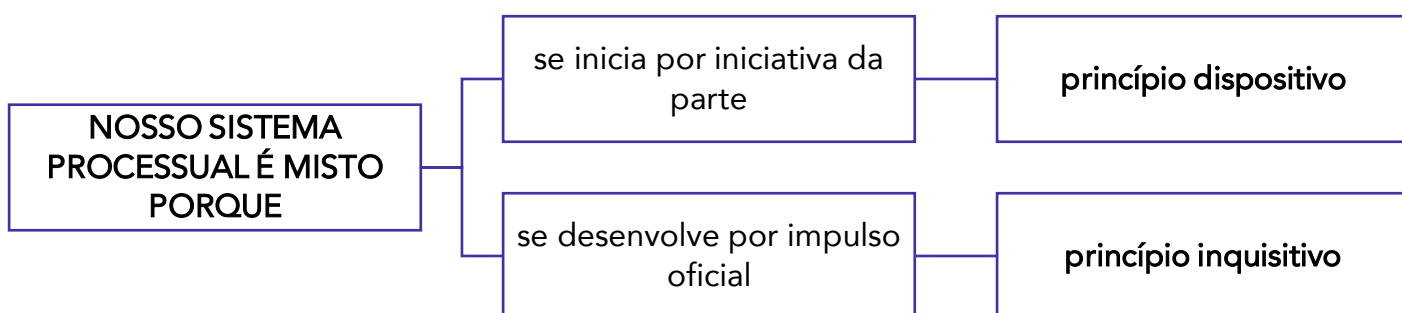 NOSSO SISTEMA
PROCESSUAL É MISTO
PORQUE
se inicia por iniciativa da
parte
princípio dispositivo
se desenvolve por impulso
oficial
princípio inquisitivo